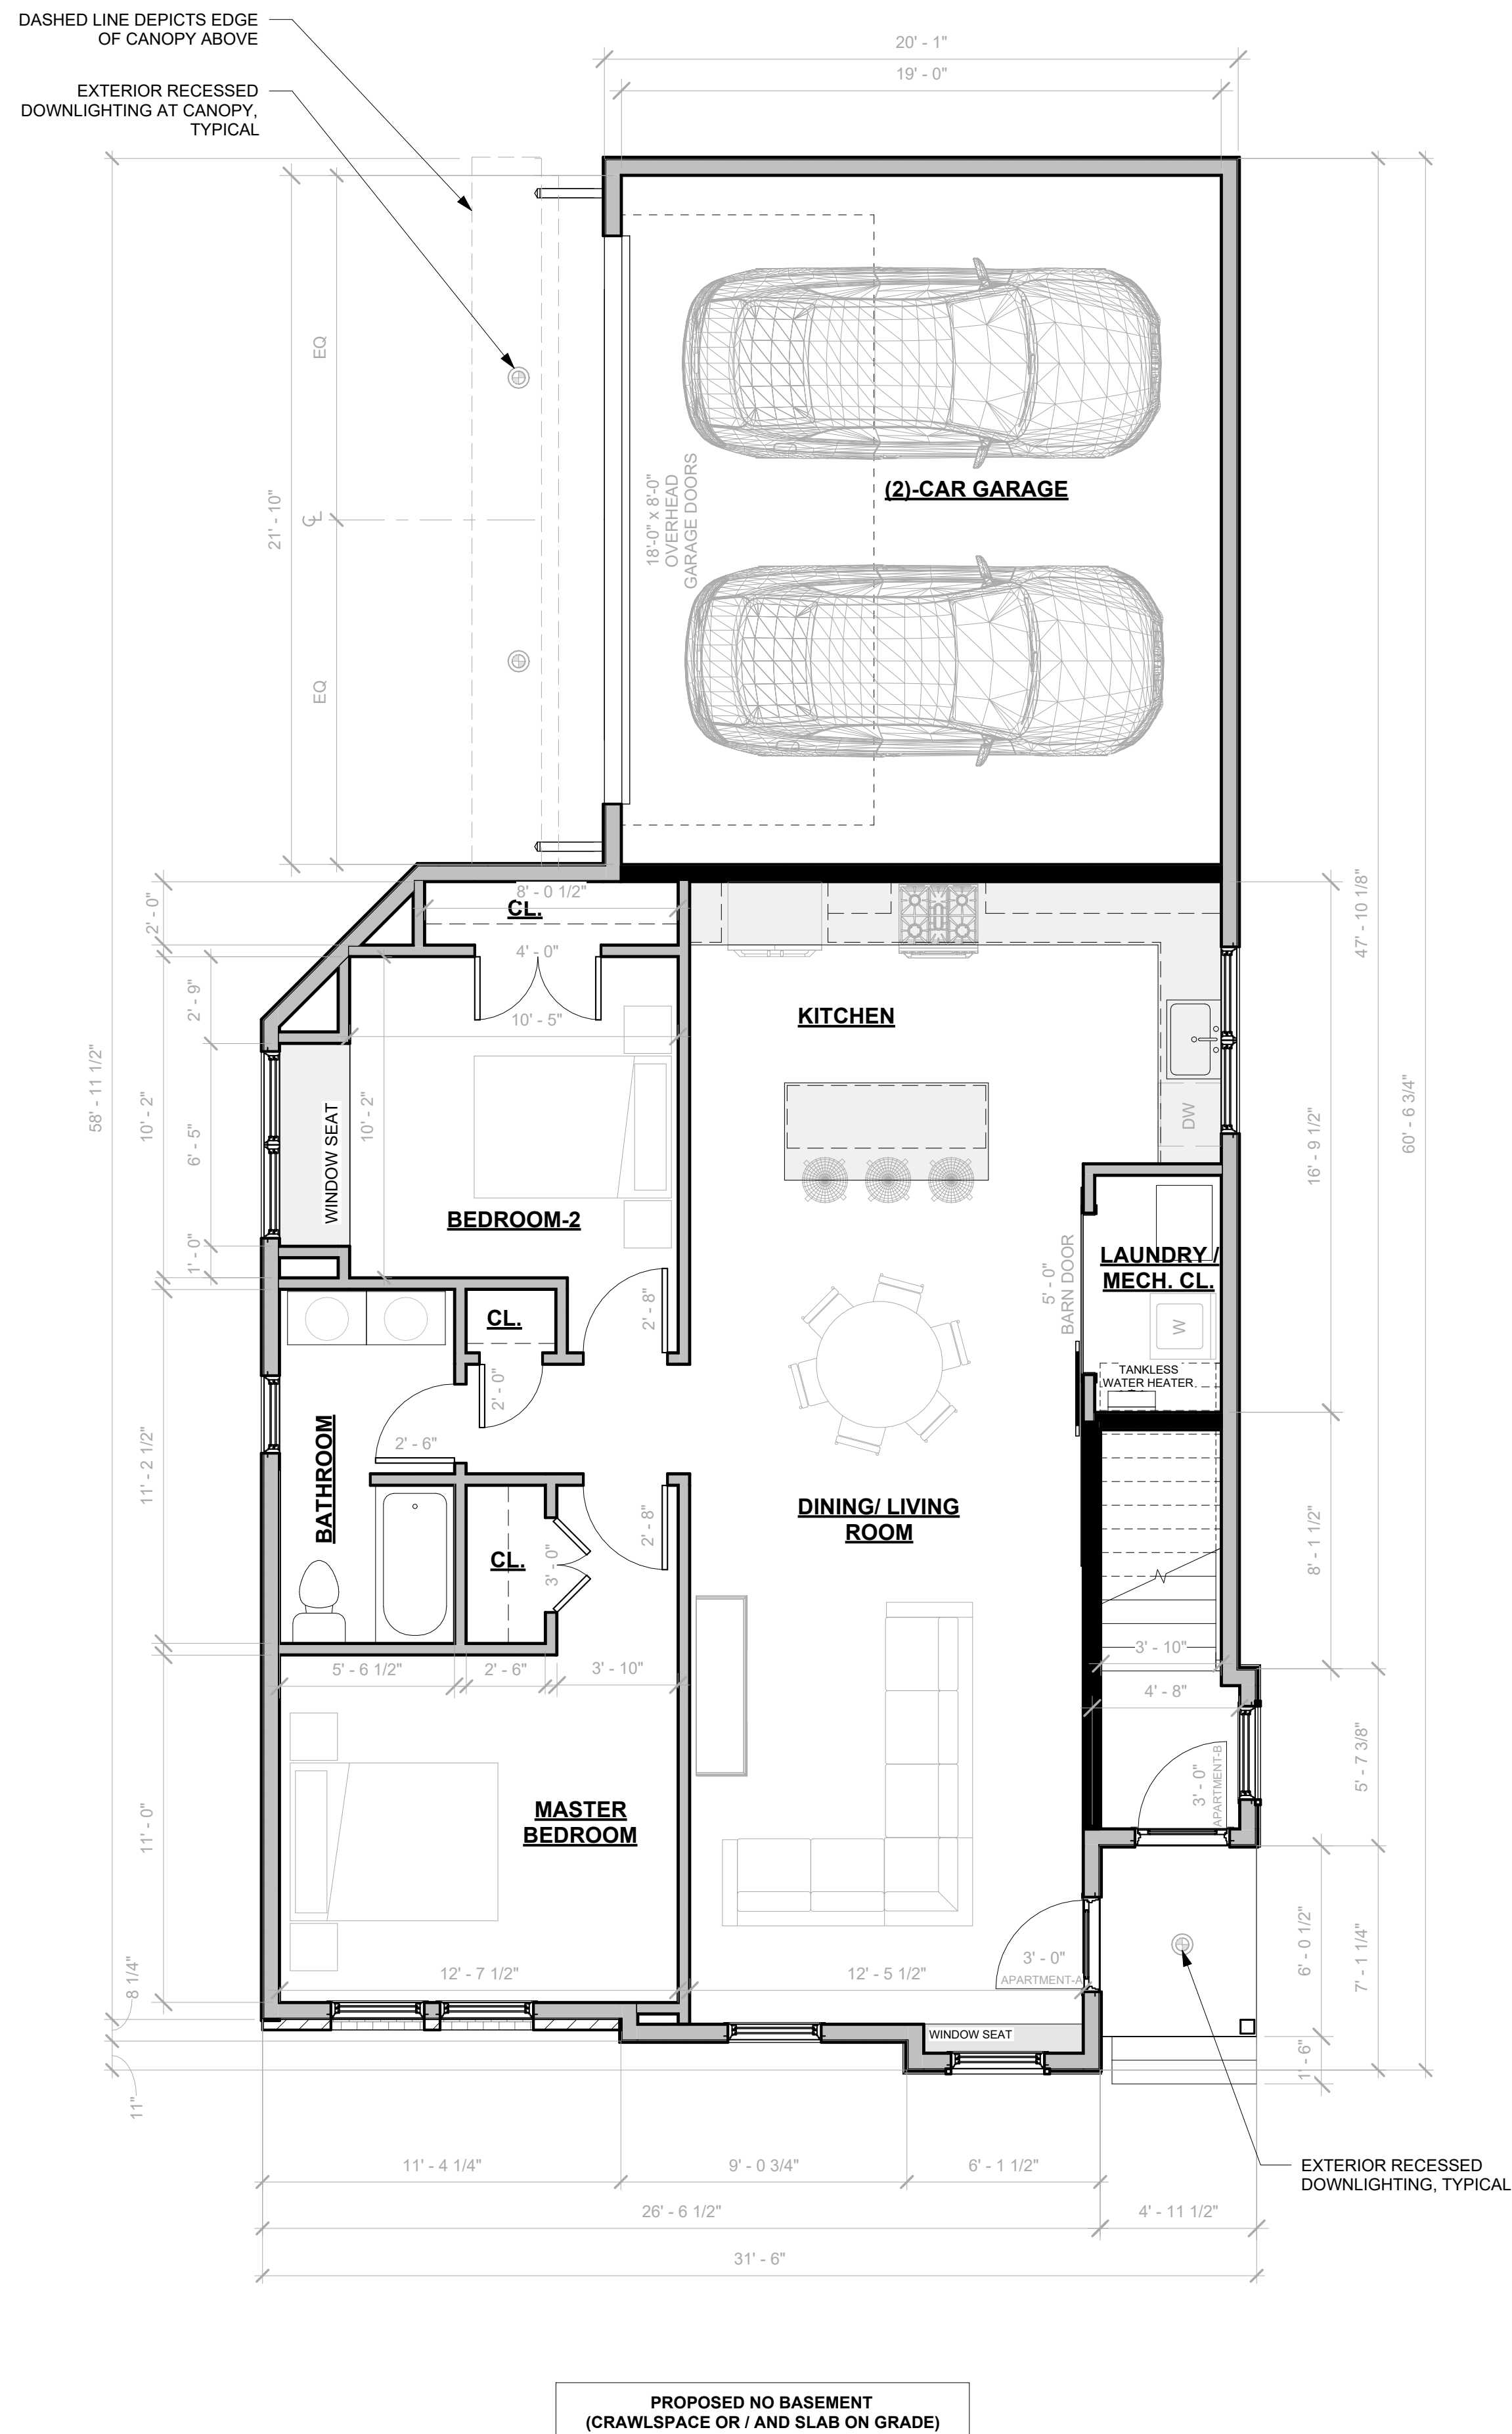 DASHED LINE DEPICTS EDGE
OF CANOPY ABOVE
EXTERIOR RECESSED
DOWNLIGHTING AT CANOPY,
TYPICAL
20' - 1"
19' - 0"
EQ
EQ
21' - 10"
CL
18'-0" x 8'-0"
OVERHEAD
GARAGE DOORS
(2)-CAR GARAGE
58' - 11 1/2"
47' - 10 1/8"
60' - 6 3/4"
2' - 0"
8' - 0 1/2"
CL.
4' - 0"
2' - 9"
10' - 5"
KITCHEN
10' - 2"
6' - 5"
10' - 2"
WINDOW SEAT
DW
16' - 9 1/2"
BEDROOM-2
1' - 0"
LAUNDRY /
MECH. CL.
5' - 0"
BARN DOOR
2' - 8"
CL.
W
TANKLESS
WATER HEATER
2' - 0"
2' - 6"
BATHROOM
11' - 2 1/2"
DINING/ LIVING
ROOM
2' - 8"
CL.
3' - 0"
8' - 1 1/2"
3' - 10"
5' - 6 1/2"
2' - 6"
3' - 10"
4' - 8"
5' - 7 3/8"
3' - 0"
APARTMENT-B
11' - 0"
MASTER
BEDROOM
12' - 7 1/2"
12' - 5 1/2"
3' - 0"
APARTMENT-A
6' - 0 1/2"
7' - 1 1/4"
8 1/4"
WINDOW SEAT
1' - 6"
11"
11' - 4 1/4"
9' - 0 3/4"
6' - 1 1/2"
EXTERIOR RECESSED
DOWNLIGHTING, TYPICAL
26' - 6 1/2"
4' - 11 1/2"
31' - 6"
PROPOSED NO BASEMENT
(CRAWLSPACE OR / AND SLAB ON GRADE)